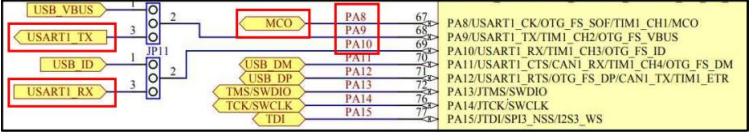 USB_VBUS 1
2 MCO PA8 67 PA8/USART1_CK/OTG_FS_SOF/TIM1_CH1/MCO
USART1_TX 3 PA9 68 PA9/USART1_TX/TIM1_CH2/OTG_FS_VBUS
JP11 PA10 69 PA10/USART1_RX/TIM1_CH3/OTG_FS_ID
USB_ID 1 USB_DM PA11 70 PA11/USART1_CTS/CAN1_RX/TIM1_CH4/OTG_FS_DM
2 USB_DP PA12 71 PA12/USART1_RTS/OTG_FS_DP/CAN1_TX/TIM1_ETR
USART1_RX 3 TMS/SWDIO PA13 72 PA13/JTMS/SWDIO
TCK/SWCLK PA14 76 PA14/JTCK/SWCLK
TDI PA15 77 PA15/JTDI/SPI3_NSS/I2S3_WS